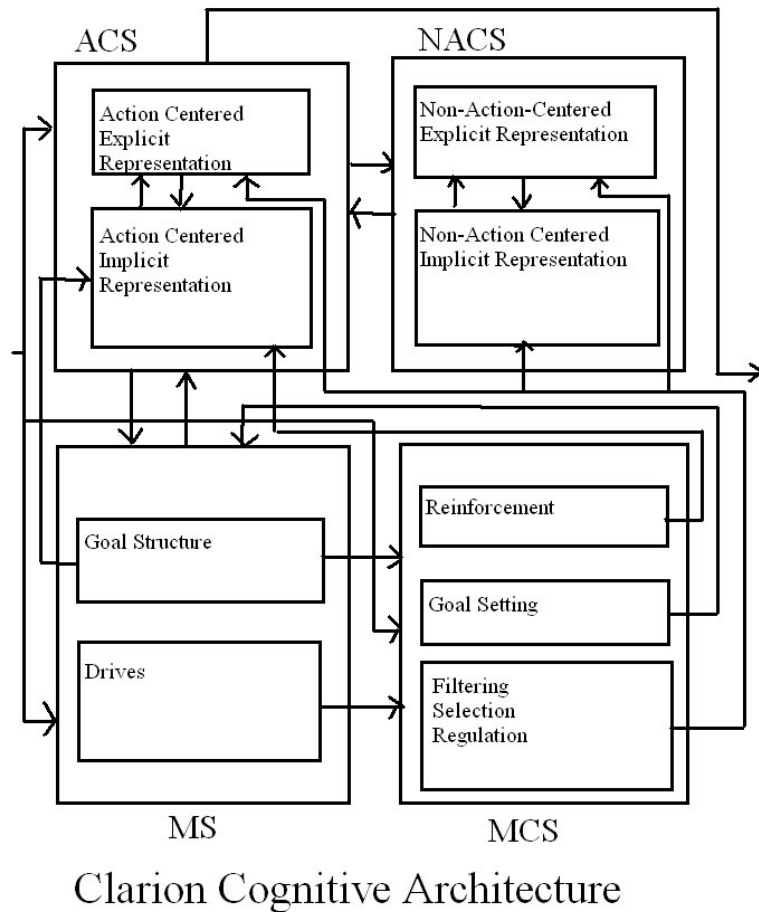 ACS
NACS
Action Centered
Explicit
Representation
Non-Action-Centered
Explicit Representation
Action Centered
Implicit
Representation
Non-Action Centered
Implicit Representation
Goal Structure
Drives
Reinforcement
Goal Setting
Filtering
Selection
Regulation
MS
MCS
Clarion Cognitive Architecture